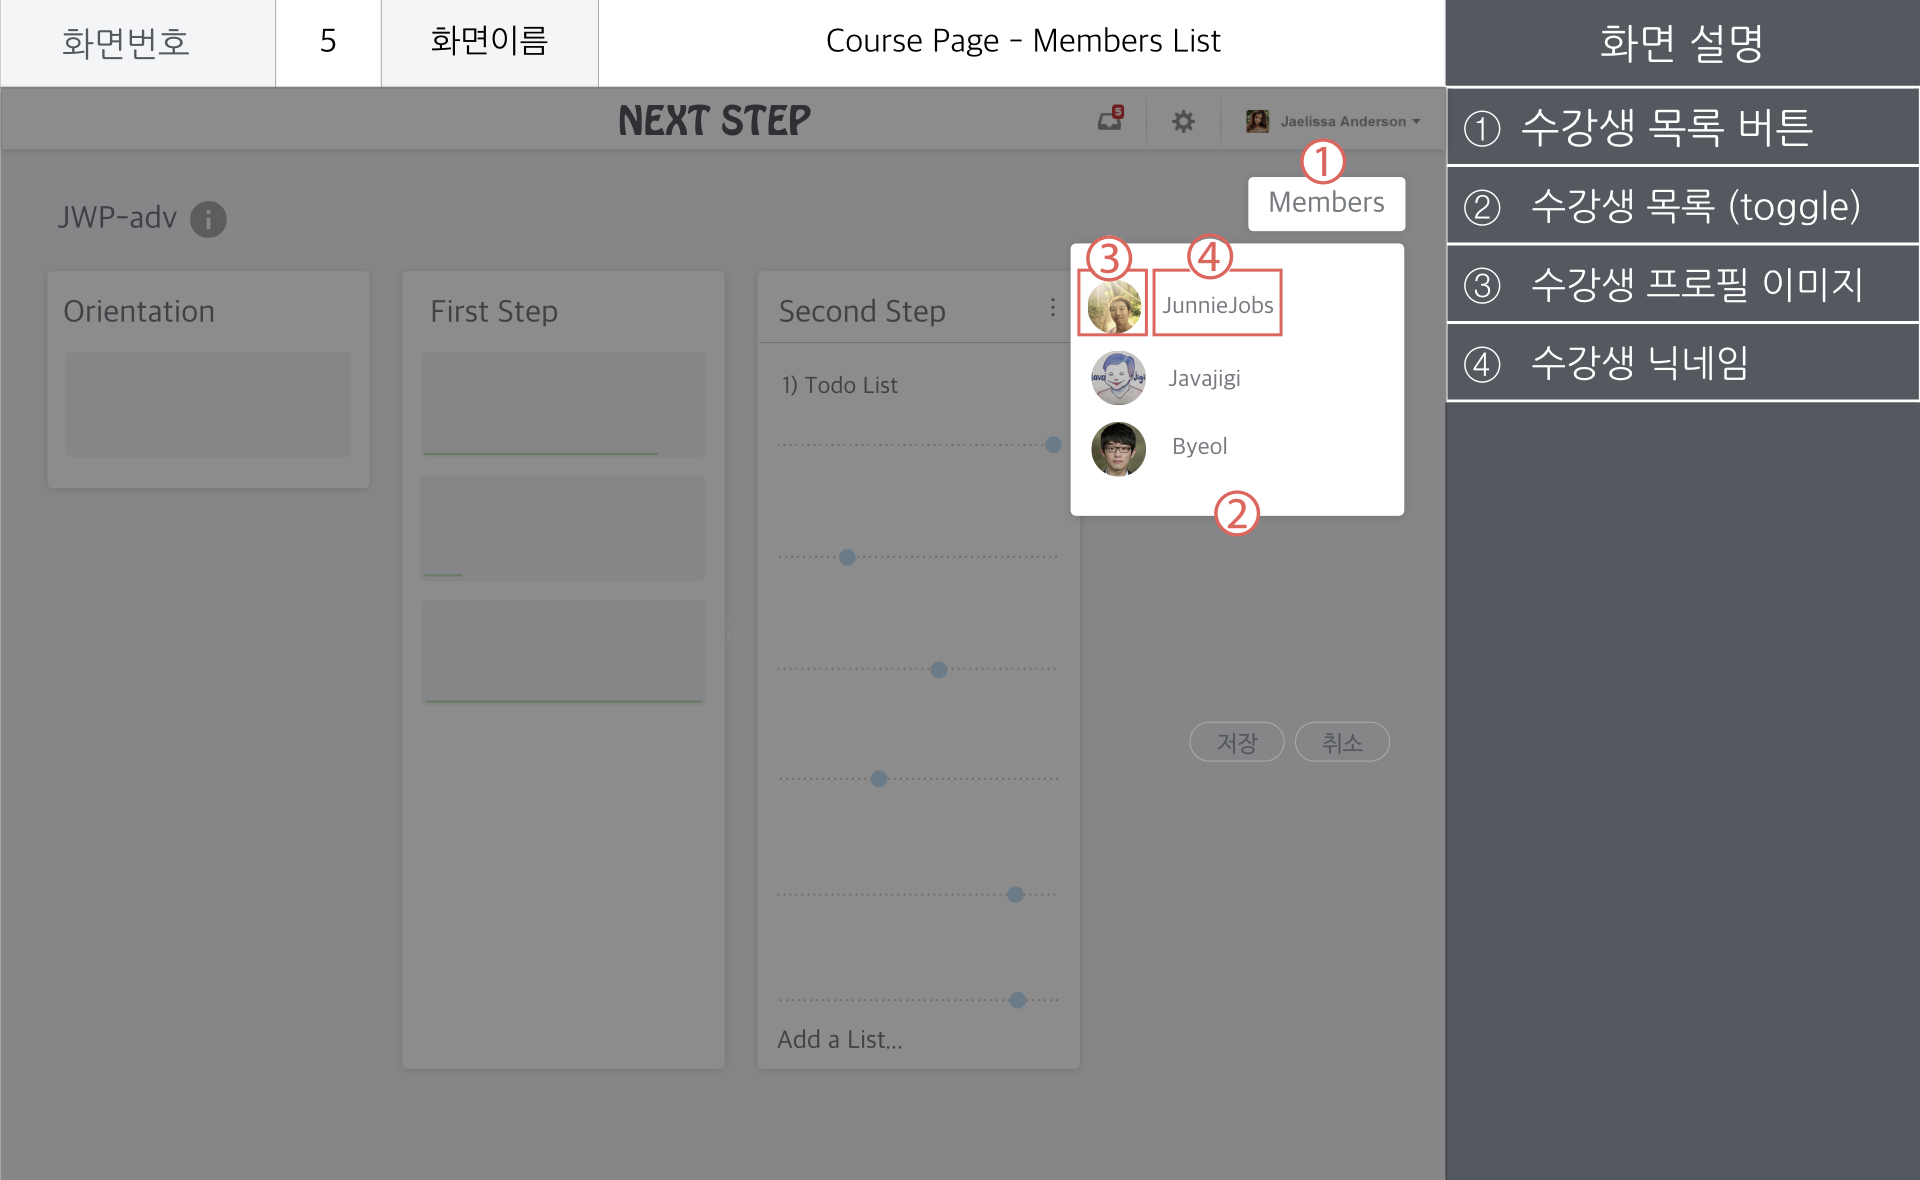 화면번호
5
화면이름
Course Page - Members List
화면 설명
NEXT STEP
5
Jaelissa Anderson
① 수강생 목록 버튼
② 수강생 목록 (toggle)
③ 수강생 프로필 이미지
④ 수강생 닉네임
1
Members
JWP-adv
i
3
4
JunnieJobs
Javajigi
Byeol
2
Orientation
First Step
Second Step
1) Todo List
저장
취소
Add a List...